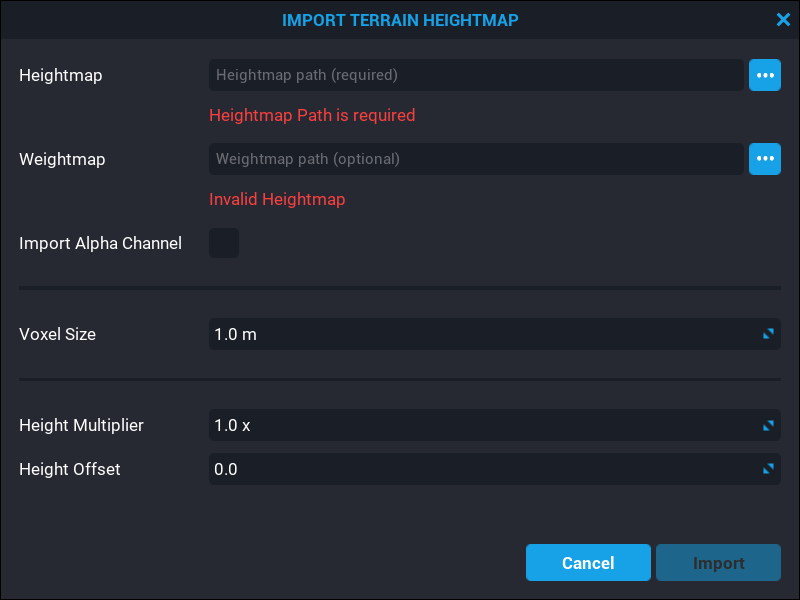 IMPORT TERRAIN HEIGHTMAP
Heightmap
Heightmap path (required)
Heightmap Path is required
Weightmap
Weightmap path (optional)
Invalid Heightmap
Import Alpha Channel
Voxel Size
1.0 m
Height Multiplier
1.0 x
Height Offset
0.0
Cancel
Import